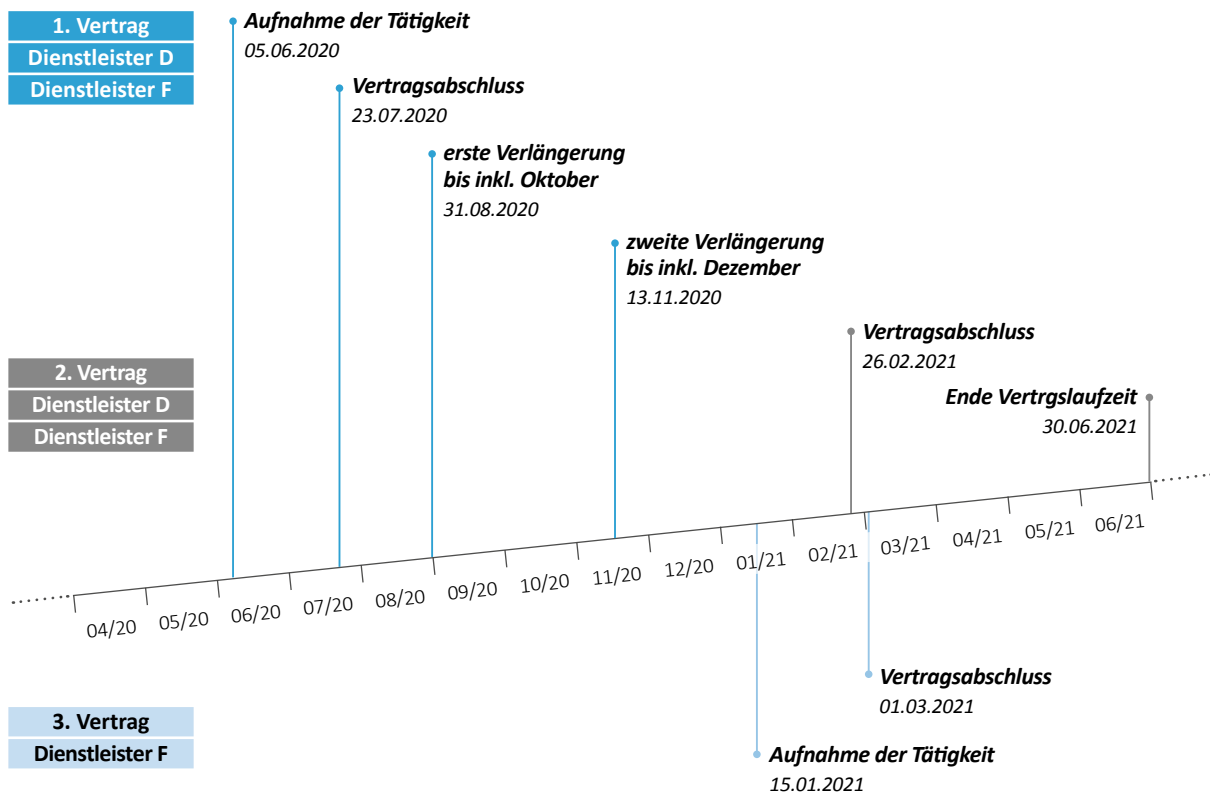 1. Vertrag
Dienstleister D
Dienstleister F
Aufnahme der Tätigkeit
05.06.2020
Vertragsabschluss
23.07.2020
erste Verlängerung
bis inkl. Oktober
31.08.2020
zweite Verlängerung
bis inkl. Dezember
13.11.2020
2. Vertrag
Dienstleister D
Dienstleister F
Vertragsabschluss
26.02.2021
Ende Vertrgslaufzeit
30.06.2021
04/20
05/20
06/20
07/20
08/20
09/20
10/20
11/20
12/20
01/21
02/21
03/21
04/21
05/21
06/21
3. Vertrag
Dienstleister F
Vertragsabschluss
01.03.2021
Aufnahme der Tätigkeit
15.01.2021